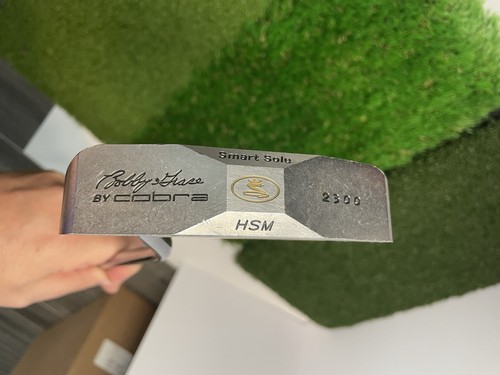 Smart Sole
Bobby Grace
BY cobra
2300
HSM